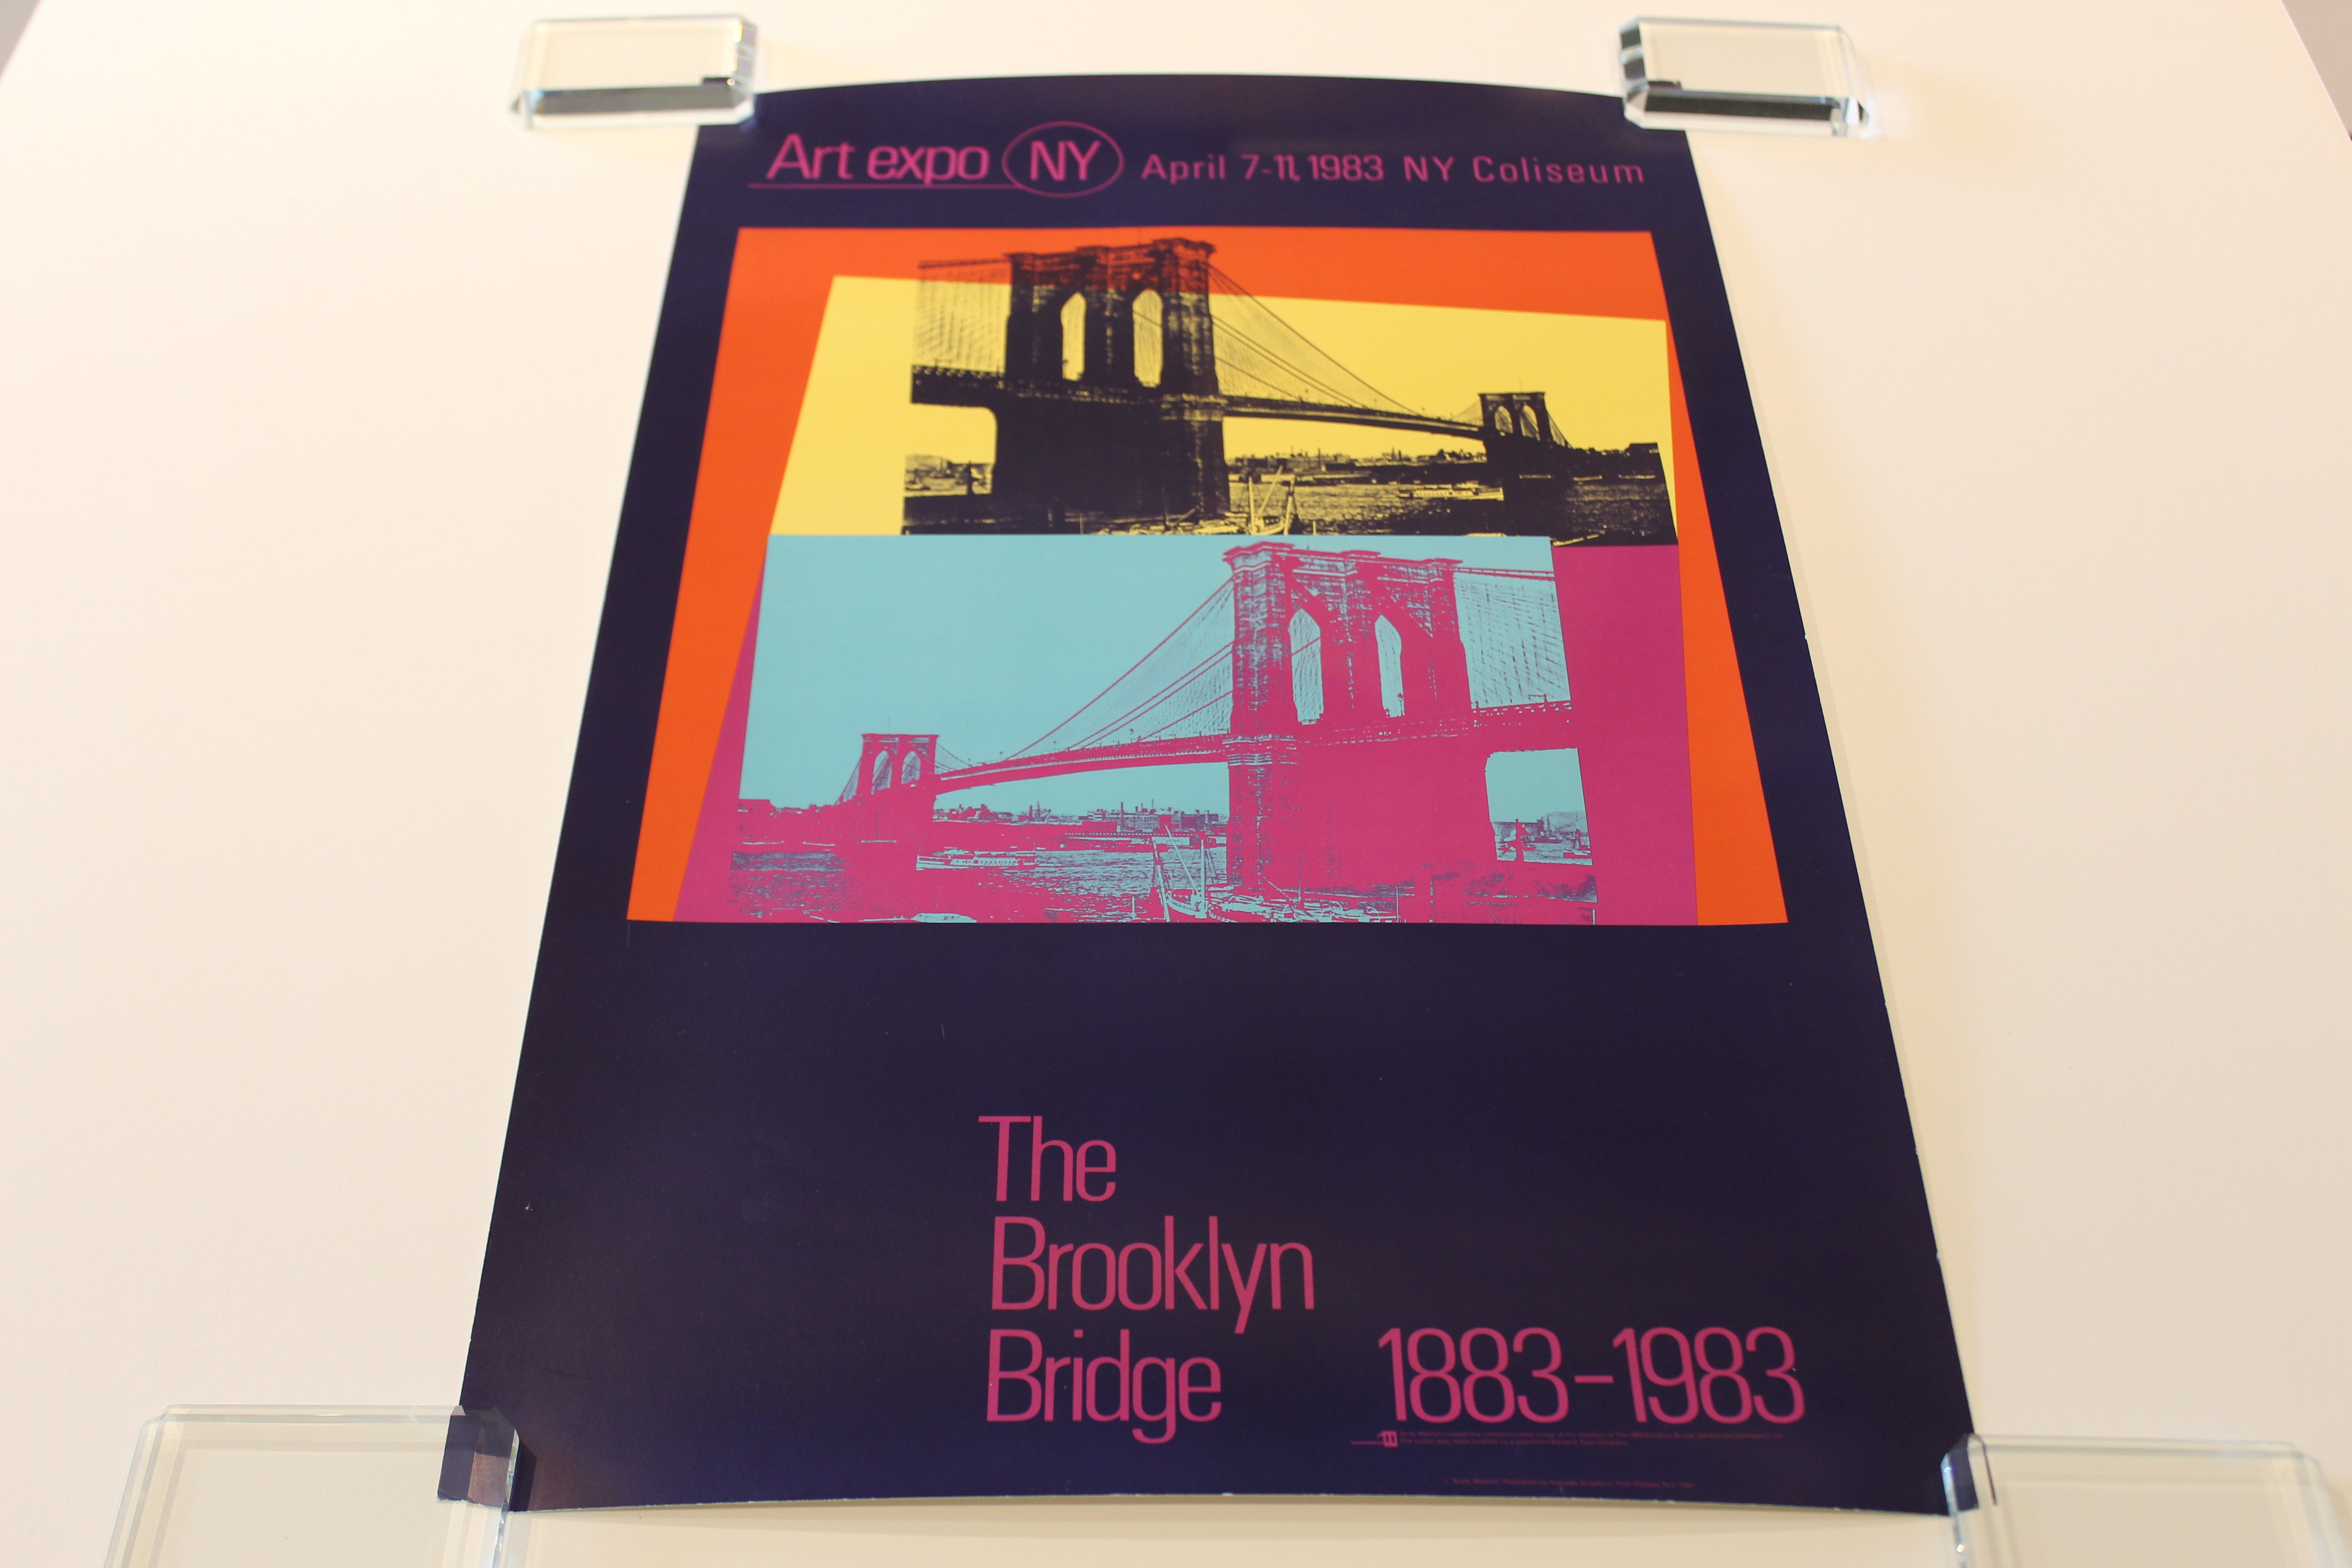 Art expo NY April 7-11, 1983 NY Coliseum
The
Brooklyn
Bridge 1883-1983